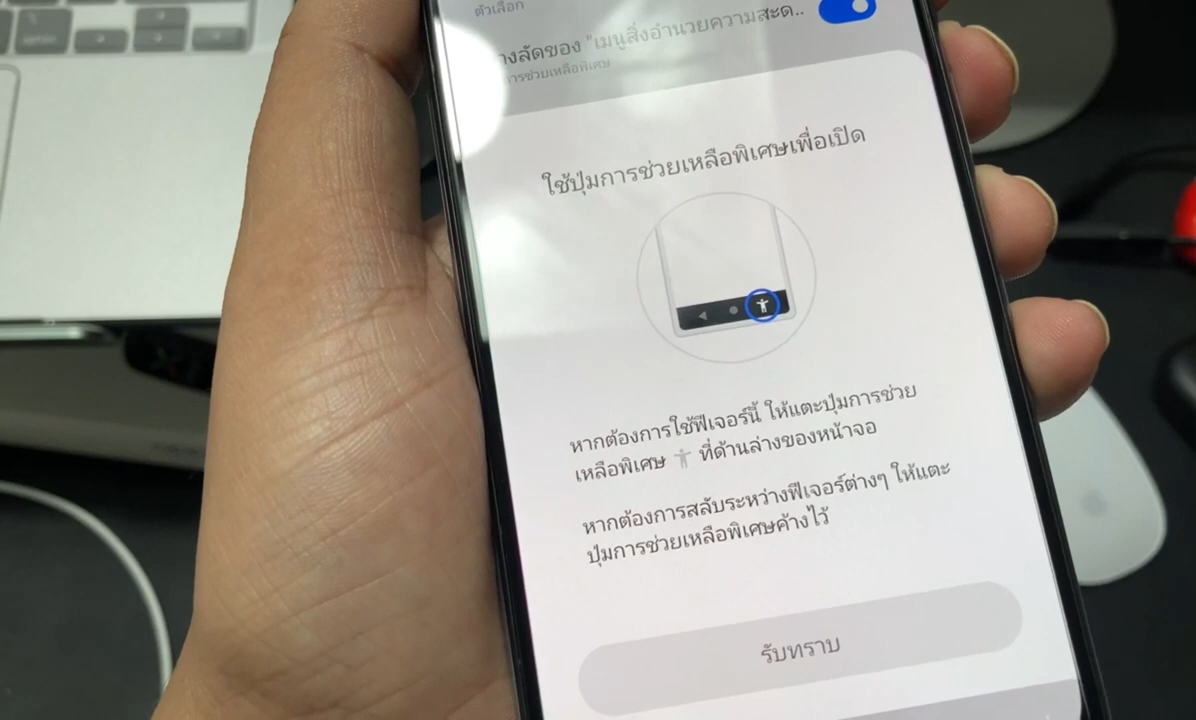 ตัวเลือก
างลัดของ "เมนูสิ่งอำนวยความสะด..
การช่วยเหลือพิเศษ
ใช้ปุ่มการช่วยเหลือพิเศษเพื่อเปิด
หากต้องการใช้ฟีเจอร์นี้ ให้แตะปุ่มการช่วย
เหลือพิเศษ ที่ด้านล่างของหน้าจอ
หากต้องการสลับระหว่างฟีเจอร์ต่างๆ ให้แตะ
ปุ่มการช่วยเหลือพิเศษค้างไว้
รับทราบ